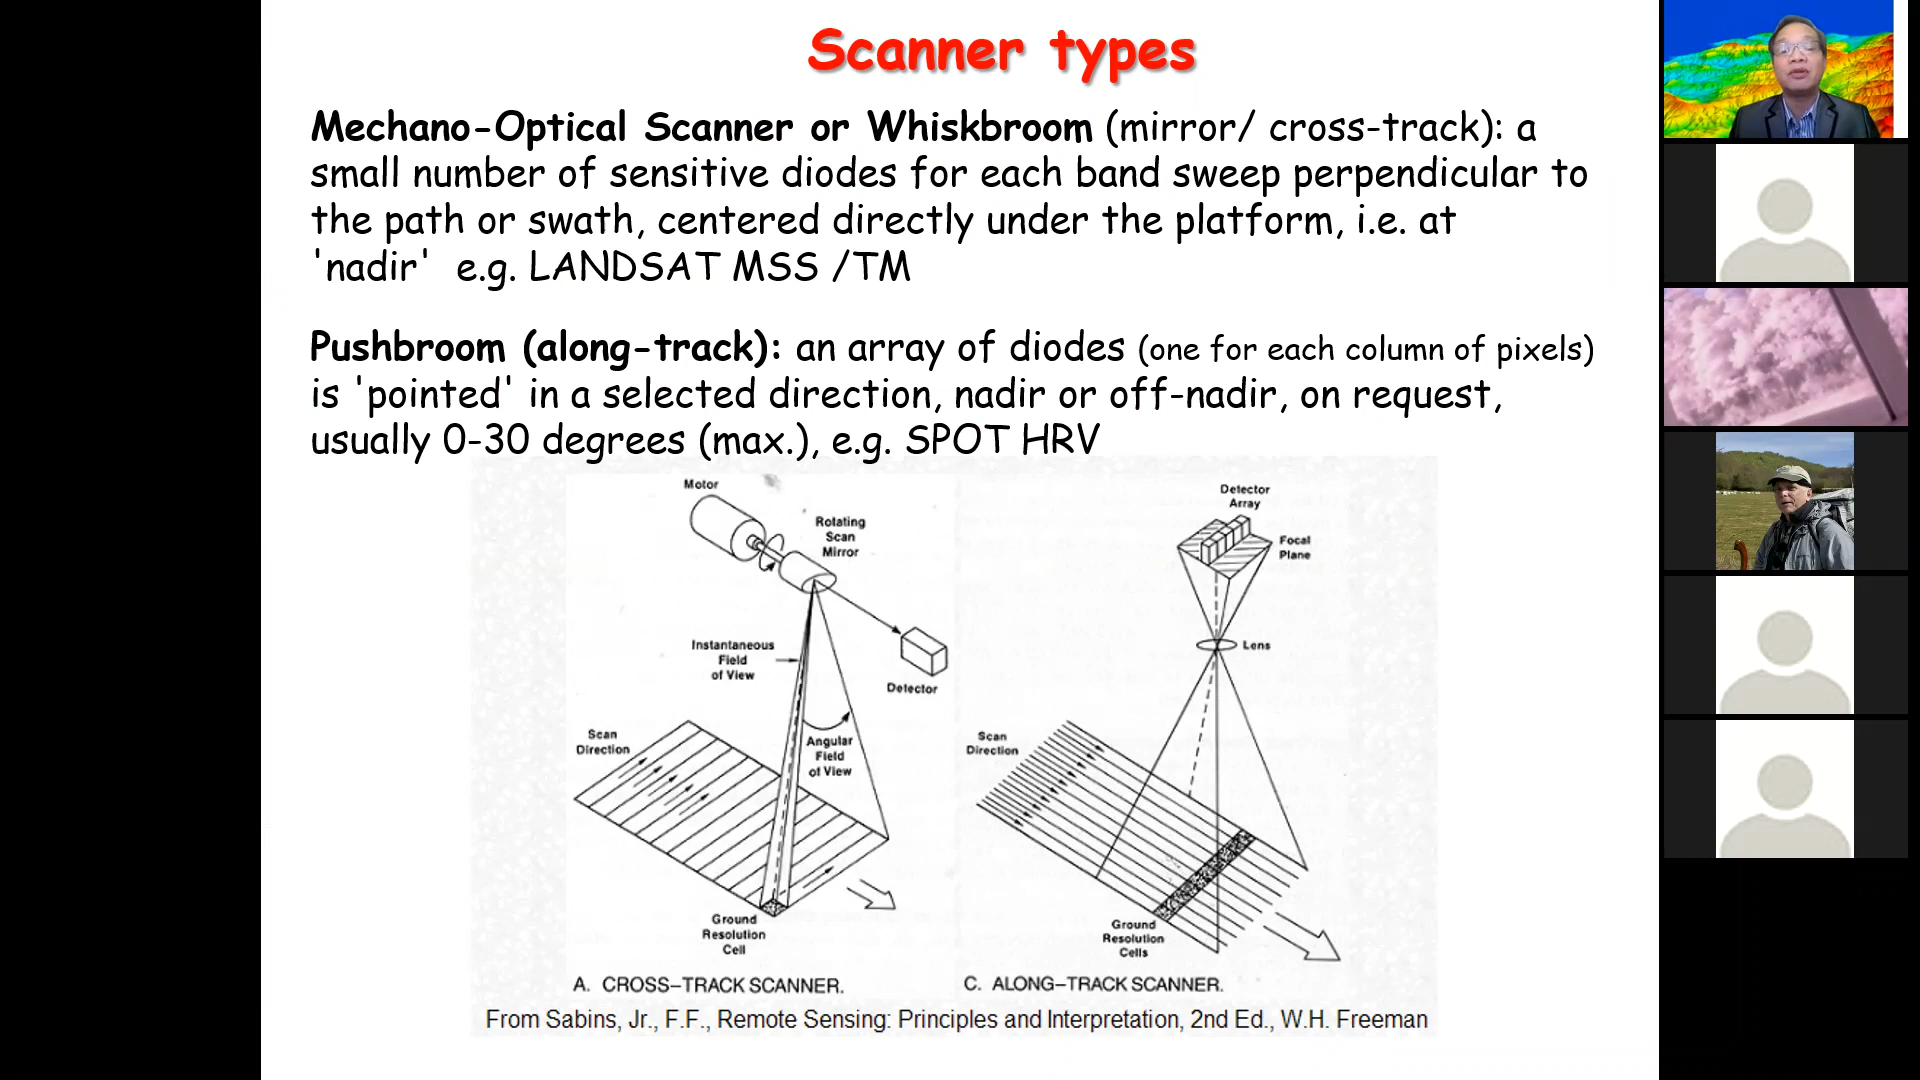 Scanner types
Mechano-Optical Scanner or Whiskbroom (mirror/ cross-track): a
small number of sensitive diodes for each band sweep perpendicular to
the path or swath, centered directly under the platform, i.e. at
'nadir'  e.g. LANDSAT MSS /TM
Pushbroom (along-track): an array of diodes (one for each column of pixels)
is 'pointed' in a selected direction, nadir or off-nadir, on request,
usually 0-30 degrees (max.), e.g. SPOT HRV
Motor
Rotating
Scan
Mirror
Instantaneous
Field
of View
Detector
Scan
Direction
Angular
Field
of View
Ground
Resolution
Cell
A. CROSS-TRACK SCANNER.
Detector
Array
Focal
Plane
Lens
Scan
Direction
Ground
Resolution
Cells
C. ALONG-TRACK SCANNER.
From Sabins, Jr., F.F., Remote Sensing: Principles and Interpretation, 2nd Ed., W.H. Freeman